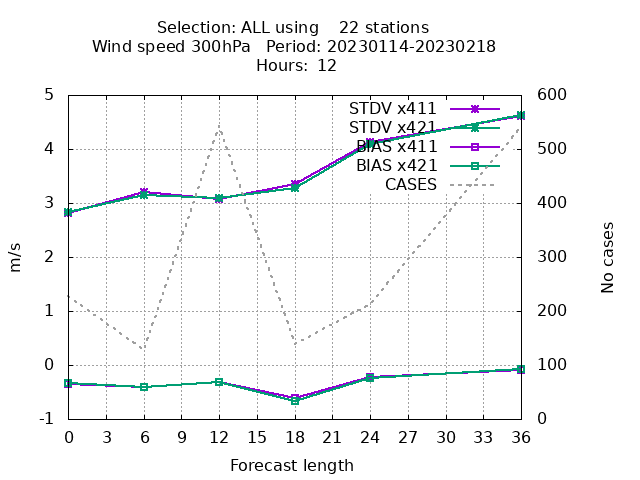 Selection: ALL using    22 stations
Wind speed 300hPa   Period: 20230114-20230218
Hours: 12
STDV x411
STDV x421
BIAS x411
BIAS x421
CASES
5
4
3
2
1
0
-1
600
500
400
300
200
100
0
m/s
No cases
0 3 6 9 12 15 18 21 24 27 30 33 36
Forecast length